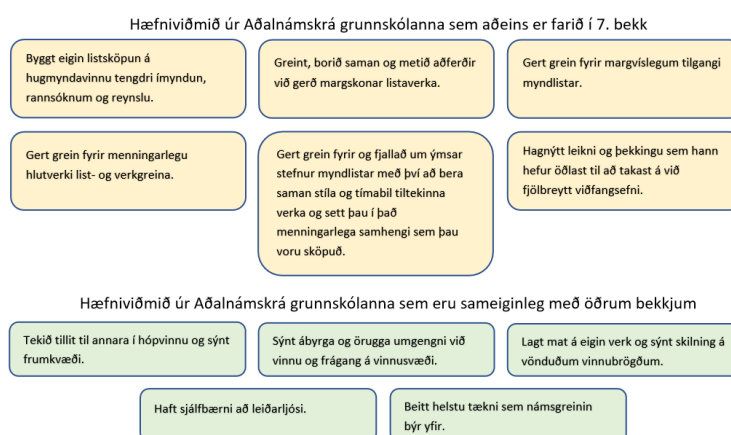 Hæfniviðmið úr Aðalnámskrá grunnskólanna sem aðeins er farið í 7. bekk
Byggt eigin listsköpun á
hugmyndavinnu tengdri ímyndun,
rannsóknum og reynslu.
Greint, borið saman og metið aðferðir
við gerð margskonar listaverka.
Gert grein fyrir margvíslegum tilgangi
myndlistar.
Gert grein fyrir menningarlegu
hlutverki list- og verkgreina.
Gert grein fyrir og fjallað um ýmsar
stefnur myndlistar með því að bera
saman stíla og tímabil tiltekinna
verka og sett þau í það
menningarlega samhengi sem þau
voru sköpuð.
Hagnýtt leikni og þekkingu sem hann
hefur öðlast til að takast á við
fjölbreytt viðfangsefni.
Hæfniviðmið úr Aðalnámskrá grunnskólanna sem eru sameiginleg með öðrum bekkjum
Tekið tillit til annara í hópvinnu og sýnt
frumkvæði.
Sýnt ábyrga og örugga umgengni við
vinnu og frágang á vinnusvæði.
Lagt mat á eigin verk og sýnt skilning á
vönduðum vinnubrögðum.
Haft sjálfbærni að leiðarljósi.
Beitt helstu tækni sem námsgreinin
býr yfir.